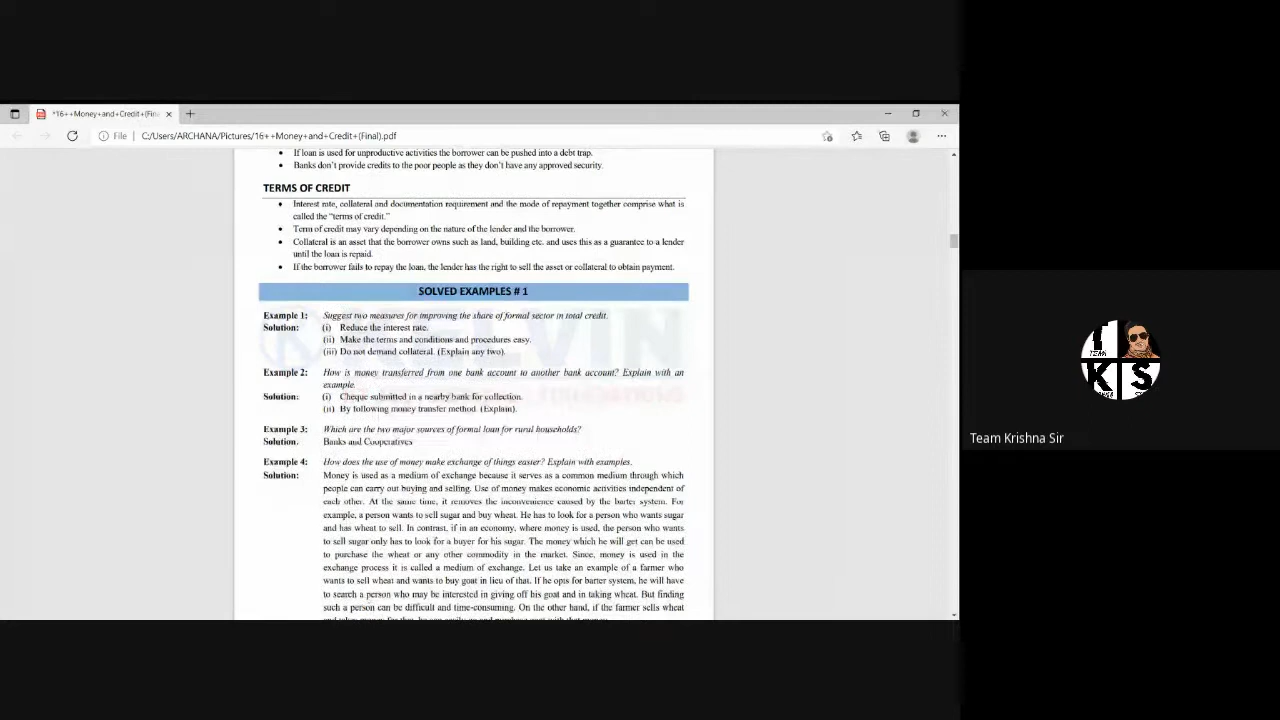 *16++Money+and+Credit+(Fin
File
C:/Users/ARCHANA/Pictures/16++Money+and+Credit+(Final).pdf
• If loan is used for unproductive activities the borrower can be pushed into a debt trap.
• Banks don't provide credits to the poor people as they don't have any approved security.
TERMS OF CREDIT
• Interest rate, collateral and documentation requirement and the mode of repayment together comprise what is
called the "terms of credit."
• Term of credit may vary depending on the nature of the lender and the borrower.
• Collateral is an asset that the borrower owns such as land, building etc. and uses this as a guarantee to a lender
until the loan is repaid.
• If the borrower fails to repay the loan, the lender has the right to sell the asset or collateral to obtain payment.
SOLVED EXAMPLES # 1
Example 1: Suggest two measures for improving the share of formal sector in total credit.
Solution: (i) Reduce the interest rate.
(ii) Make the terms and conditions and procedures easy.
(iii) Do not demand collateral. (Explain any two).
Example 2: How is money transferred from one bank account to another bank account? Explain with an
example.
Solution: (i) Cheque submitted in a nearby bank for collection.
(ii) By following money transfer method. (Explain).
Example 3: Which are the two major sources of formal loan for rural households?
Solution. Banks and Cooperatives
Example 4: How does the use of money make exchange of things easier? Explain with examples.
Solution: Money is used as a medium of exchange because it serves as a common medium through which
people can carry out buying and selling. Use of money makes economic activities independent of
each other. At the same time, it removes the inconvenience caused by the barter system. For
example, a person wants to sell sugar and buy wheat. He has to look for a person who wants sugar
and has wheat to sell. In contrast, if in an economy, where money is used, the person who wants
to sell sugar only has to look for a buyer for his sugar. The money which he will get can be used
to purchase the wheat or any other commodity in the market. Since, money is used in the
exchange process it is called a medium of exchange. Let us take an example of a farmer who
wants to sell wheat and wants to buy goat in lieu of that. If he opts for barter system, he will have
to search a person who may be interested in giving off his goat and in taking wheat. But finding
such a person can be difficult and time-consuming. On the other hand, if the farmer sells wheat
KELVIN
TEAM
K S
Team Krishna Sir